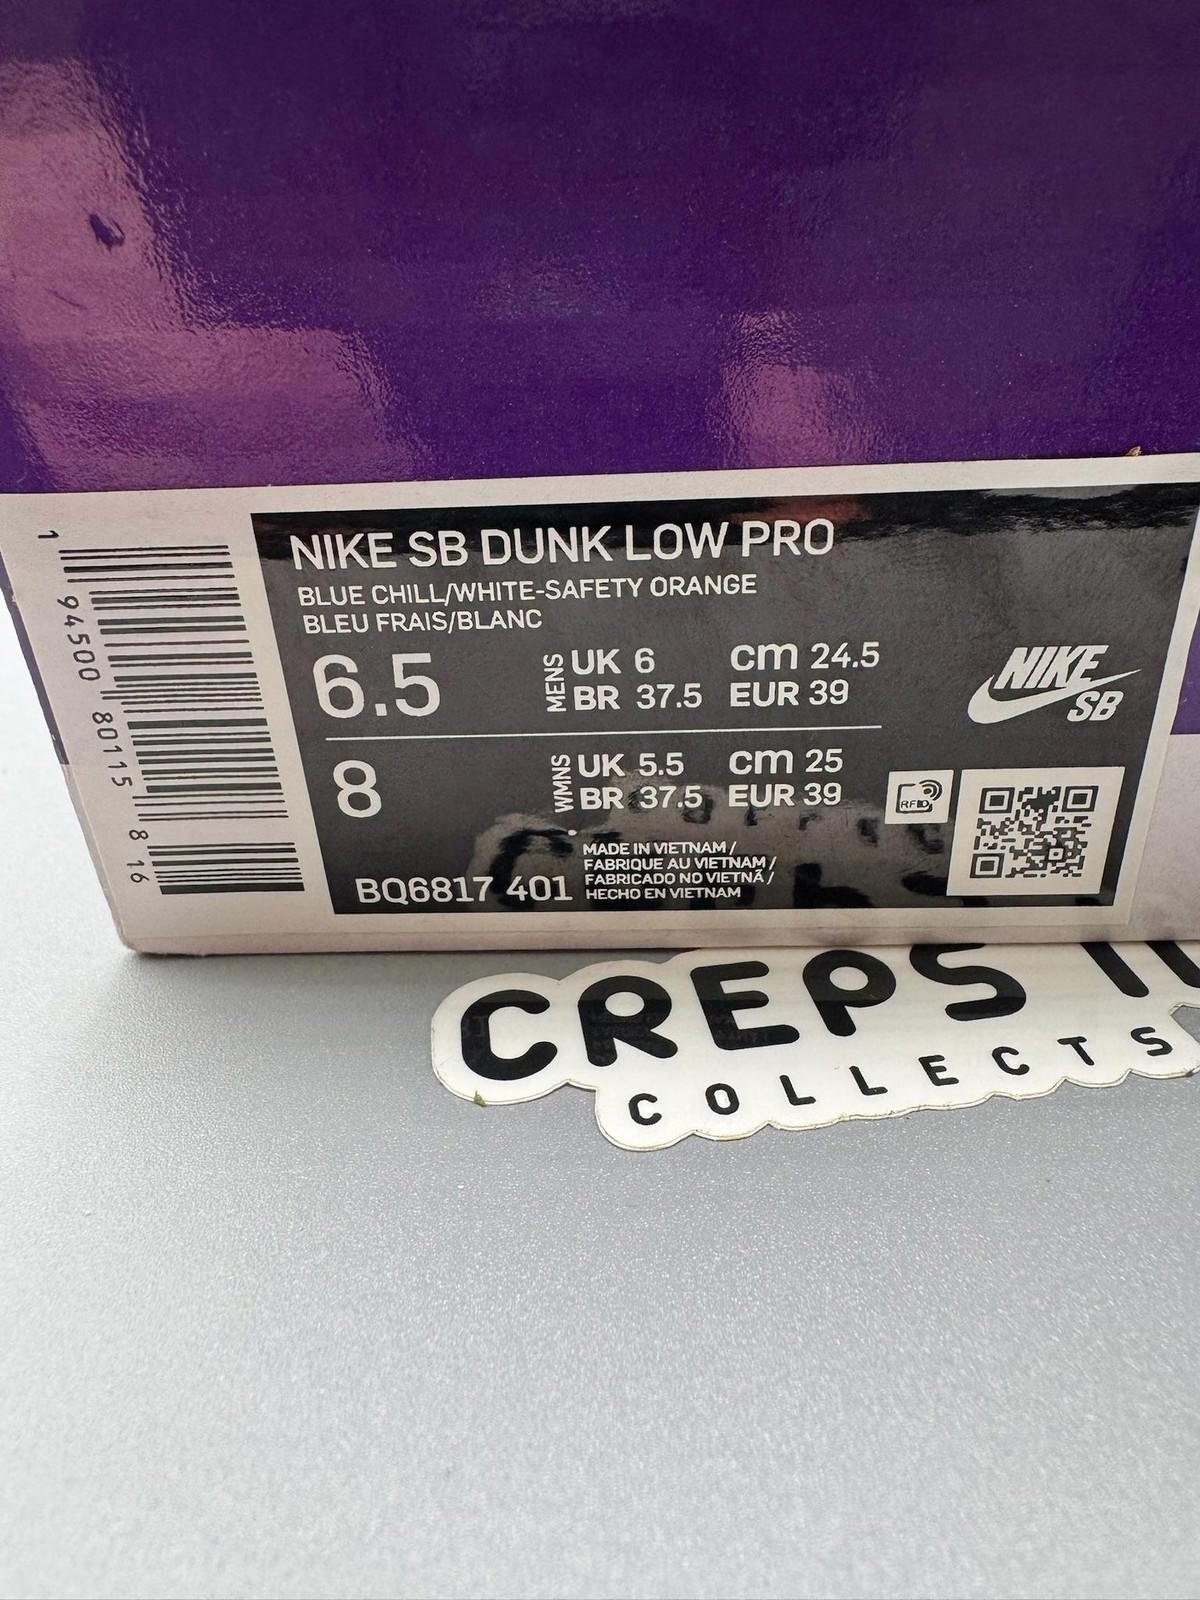 NIKE SB DUNK LOW PRO
BLUE CHILL/WHITE-SAFETY ORANGE
BLEU FRAIS/BLANC
6.5 MENS UK 6 cm 24.5
BR 37.5 EUR 39
8 WMNS UK 5.5 cm 25
BR 37.5 EUR 39
NIKE
SB
RFID
MADE IN VIETNAM /
FABRIQUE AU VIETNAM /
FABRICADO NO VIETNÃ /
HECHO EN VIETNAM
BQ6817 401
1 94500 80115 8 16
CREPS
COLLECTS